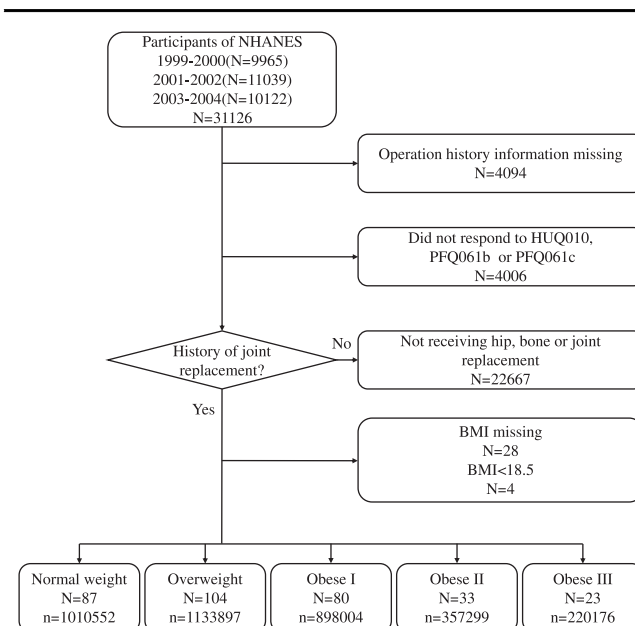 Participants of NHANES
1999-2000(N=9965)
2001-2002(N=11039)
2003-2004(N=10122)
N=31126
Operation history information missing
N=4094
Did not respond to HUQ010,
PFQ061b or PFQ061c
N=4006
History of joint
replacement?
No
Not receiving hip, bone or joint
replacement
N=22667
Yes
BMI missing
N=28
BMI<18.5
N=4
Normal weight
N=87
n=1010552
Overweight
N=104
n=1133897
Obese I
N=80
n=898004
Obese II
N=33
n=357299
Obese III
N=23
n=220176